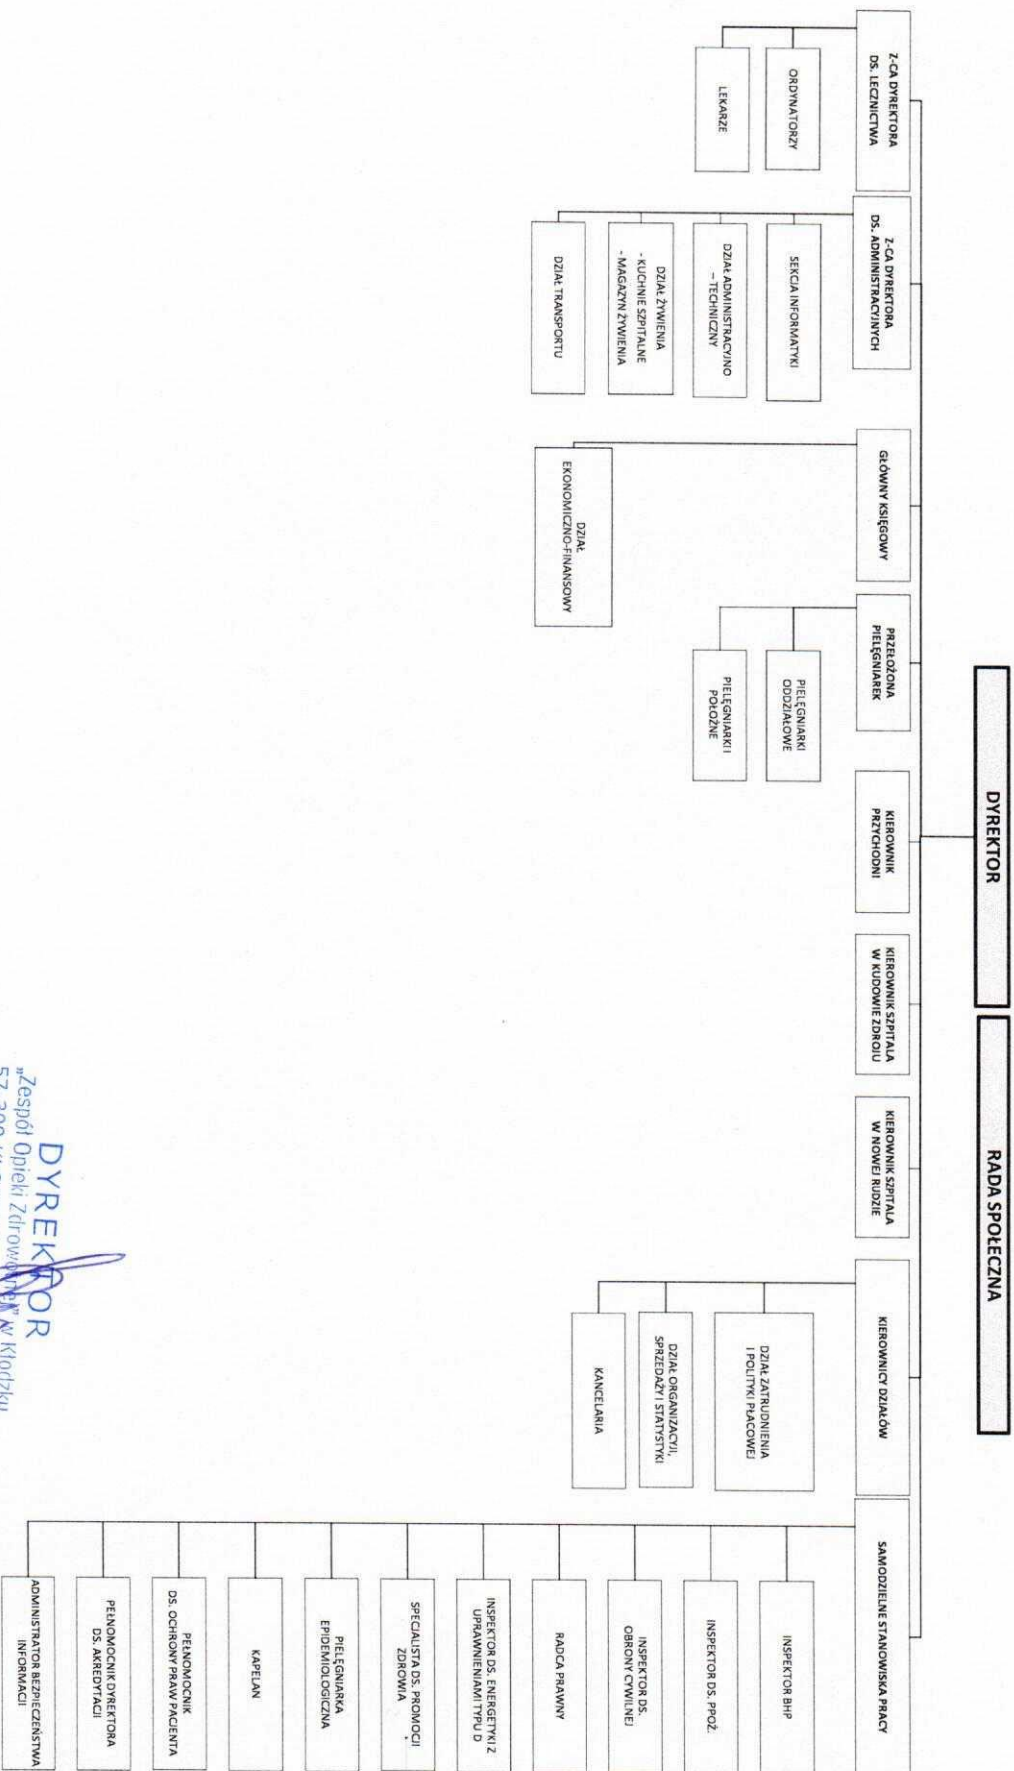 DYREKTOR
RADA SPOŁECZNA
Z-CA DYREKTORA
DS. LECZNICTWA
ORDYNATORZY
LEKARZE
Z-CA DYREKTORA
DS. ADMINISTRACYJNYCH
SEKCJA INFORMATYKI
DZIAŁ ADMINISTRACYJNO
– TECHNICZNY
DZIAŁ ŻYWIENIA
- KUCHNIE SZPITALNE
- MAGAZYN ŻYWIENIA
DZIAŁ TRANSPORTU
GŁÓWNY KSIĘGOWY
DZIAŁ
EKONOMICZNO-FINANSOWY
PRZEŁOŻONA
PIELĘGNIAREK
PIELĘGNIARKI
ODDZIAŁOWE
PIELĘGNIARKI I
POŁOŻNE
KIEROWNIK
PRZYCHODNI
KIEROWNIK SZPITALA
W KUDOWIE ZDROJU
KIEROWNIK SZPITALA
W NOWEJ RUDZIE
KIEROWNICY DZIAŁÓW
DZIAŁ ZATRUDNIENIA
I POLITYKI PŁACOWEJ
DZIAŁ ORGANIZACYJI,
SPRZEDAŻY I STATYSTYKI
KANCELARIA
SAMODZIELNE STANOWISKA PRACY
INSPEKTOR BHP
INSPEKTOR DS. PPOŻ.
INSPEKTOR DS.
OBRONY CYWILNEJ
RADCA PRAWNY
INSPEKTOR DS. ENERGETYKI Z
UPRAWNIENIAMI TYPU D
SPECJALISTA DS. PROMOCJI
ZDROWIA
PIELĘGNIARKA
EPIDEMIOLOGICZNA
KAPELAN
PEŁNOMOCNIK
DS. OCHRONY PRAW PACJENTA
PEŁNOMOCNIK DYREKTORA
DS. AKREDYTACJI
ADMINISTRATOR BEZPIECZEŃSTWA
INFORMACJI
DYREKTOR
„Zespół Opieki Zdrowotnej" w Kłodzku